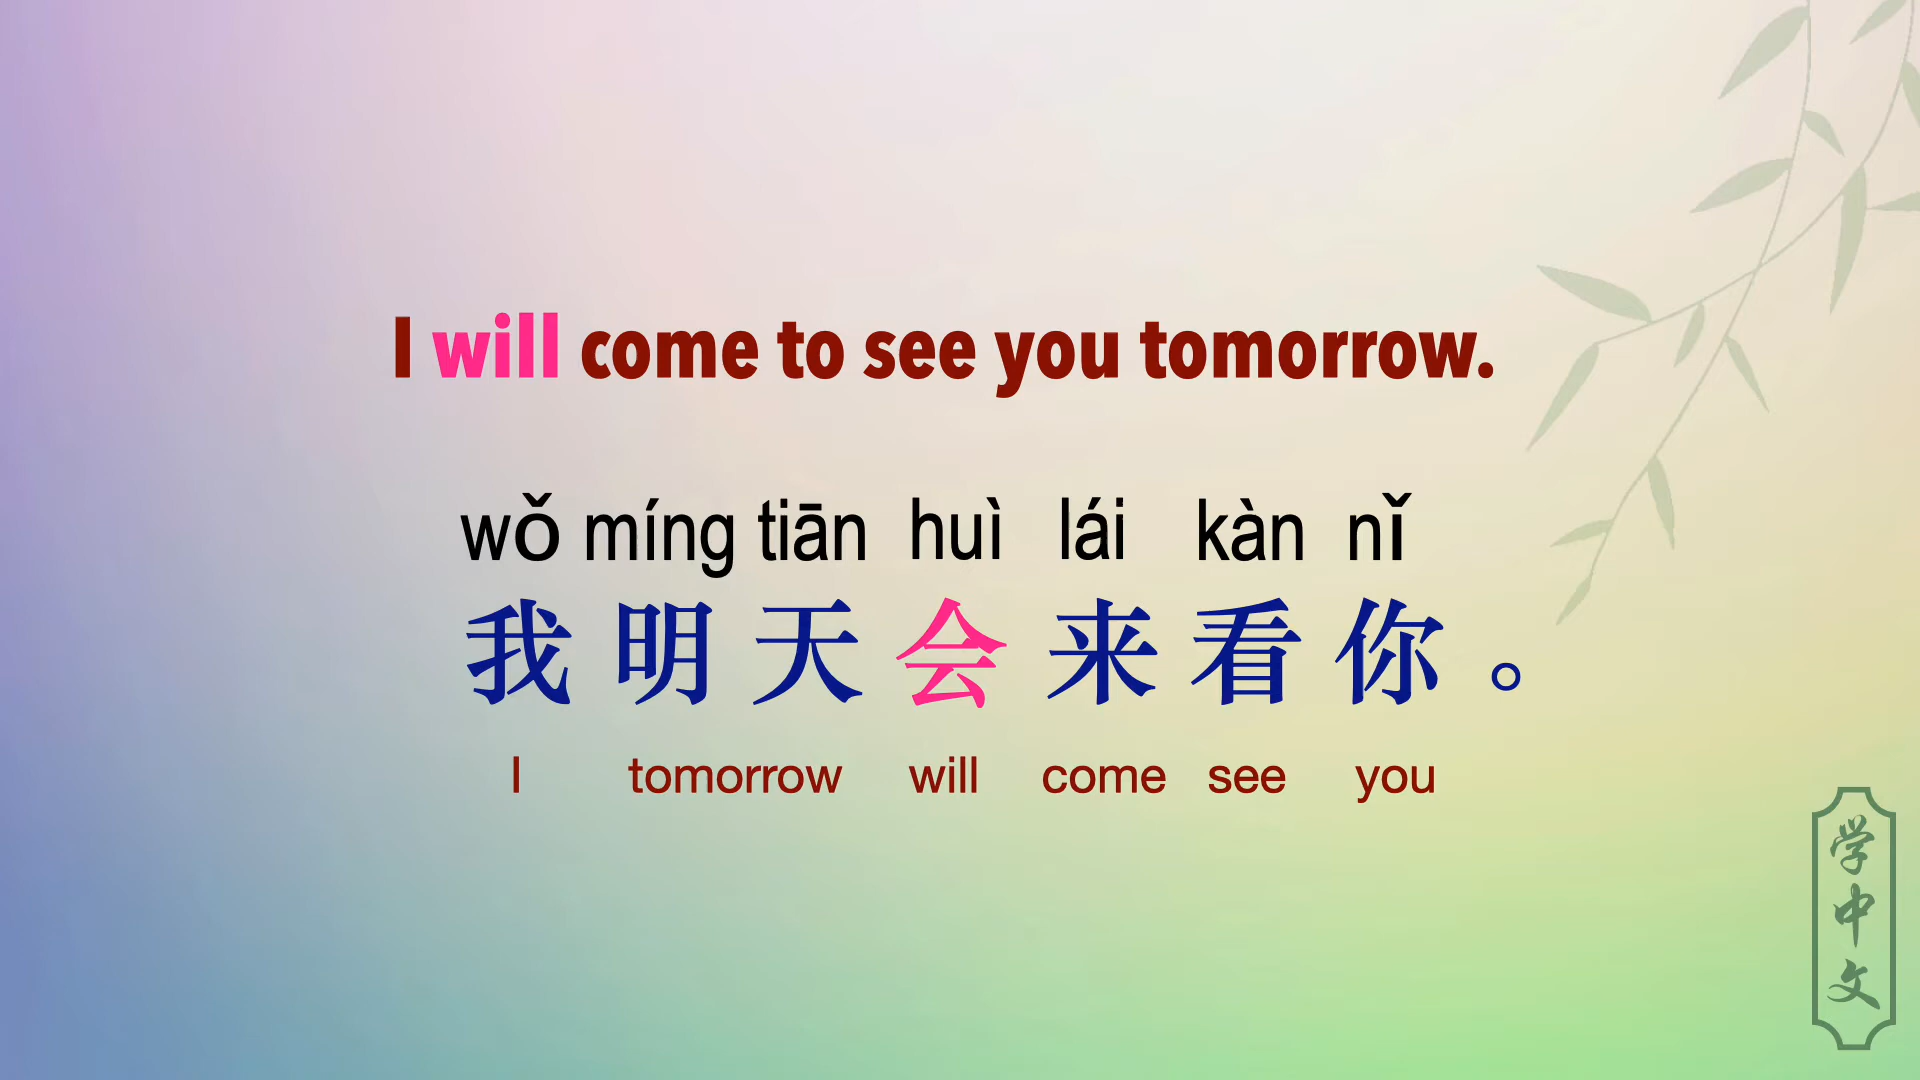 I will come to see you tomorrow.
wǒ míng tiān huì lái kàn nǐ
我明天会来看你。
I tomorrow will come see you
学中文